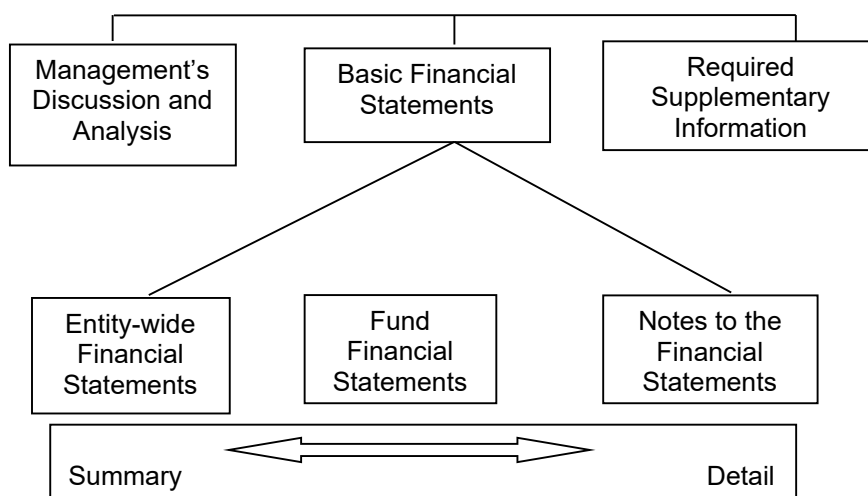 Management’s
Discussion and
Analysis
Basic Financial
Statements
Required
Supplementary
Information
Entity-wide
Financial
Statements
Fund
Financial
Statements
Notes to the
Financial
Statements
Summary
Detail